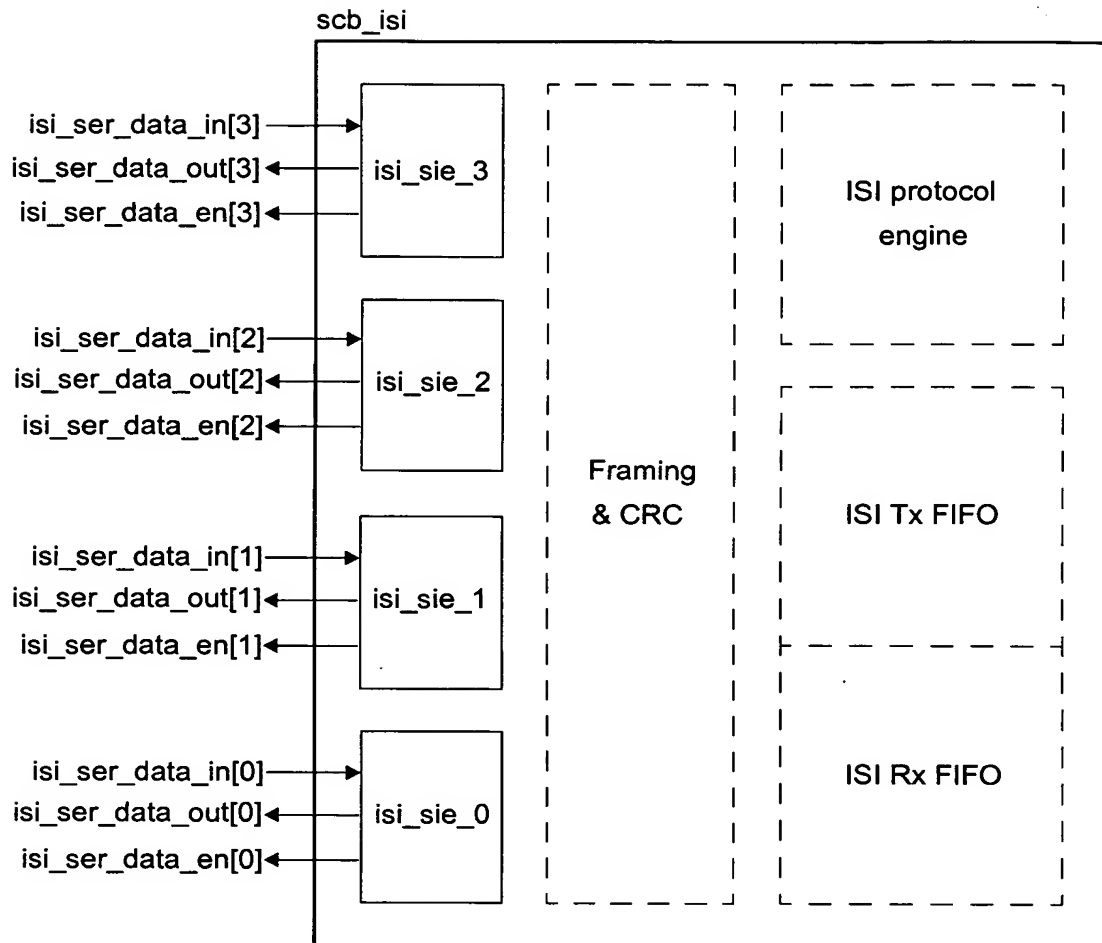 scb_isi
isi_ser_data_in[3]
isi_ser_data_out[3]
isi_ser_data_en[3]
isi_sie_3
isi_ser_data_in[2]
isi_ser_data_out[2]
isi_ser_data_en[2]
isi_sie_2
isi_ser_data_in[1]
isi_ser_data_out[1]
isi_ser_data_en[1]
isi_sie_1
isi_ser_data_in[0]
isi_ser_data_out[0]
isi_ser_data_en[0]
isi_sie_0
Framing
& CRC
ISI protocol
engine
ISI Tx FIFO
ISI Rx FIFO